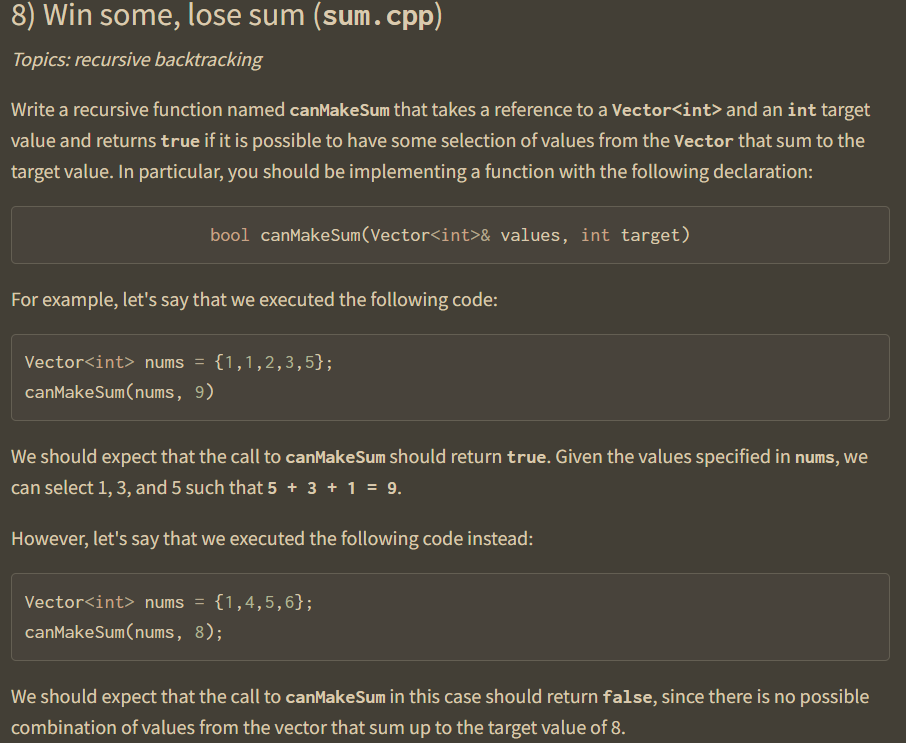 8) Win some, lose sum (sum.cpp)
Topics: recursive backtracking
Write a recursive function named canMakeSum that takes a reference to a Vector<int> and an int target
value and returns true if it is possible to have some selection of values from the Vector that sum to the
target value. In particular, you should be implementing a function with the following declaration:
bool canMakeSum(Vector<int>& values, int target)
For example, let's say that we executed the following code:
Vector<int> nums = {1,1,2,3,5};
canMakeSum(nums, 9)
We should expect that the call to canMakeSum should return true. Given the values specified in nums, we
can select 1, 3, and 5 such that 5 + 3 + 1 = 9.
However, let's say that we executed the following code instead:
Vector<int> nums = {1,4,5,6};
canMakeSum(nums, 8);
We should expect that the call to canMakeSum in this case should return false, since there is no possible
combination of values from the vector that sum up to the target value of 8.